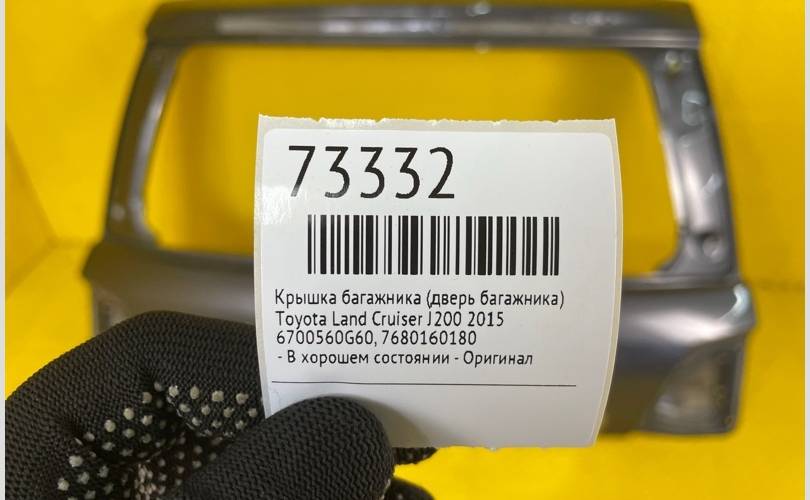 73332
Крышка багажника (дверь багажника)
Toyota Land Cruiser J200 2015
6700560G60, 7680160180
- В хорошем состоянии - Оригинал